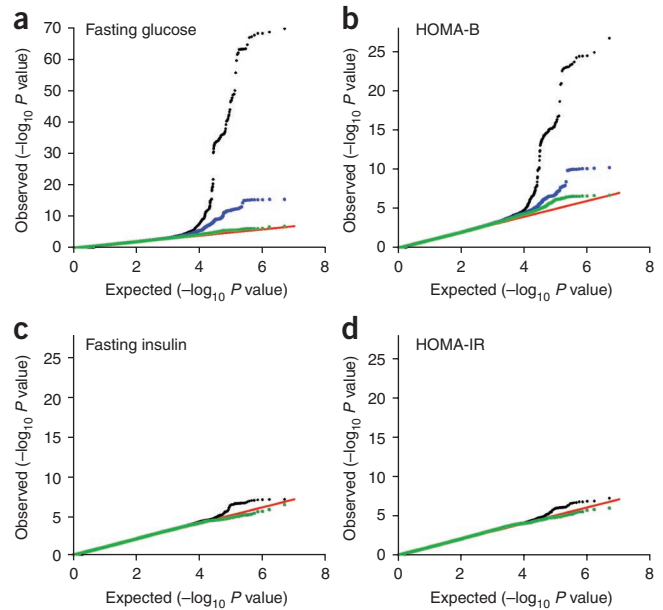 a
Fasting glucose
Observed (–log10 P value)
70
60
50
40
30
20
10
0
0
2
4
6
8
Expected (–log10 P value)
b
HOMA-B
Observed (–log10 P value)
25
20
15
10
5
0
0
2
4
6
8
Expected (–log10 P value)
c
Fasting insulin
Observed (–log10 P value)
25
20
15
10
5
0
0
2
4
6
8
Expected (–log10 P value)
d
HOMA-IR
Observed (–log10 P value)
25
20
15
10
5
0
0
2
4
6
8
Expected (–log10 P value)